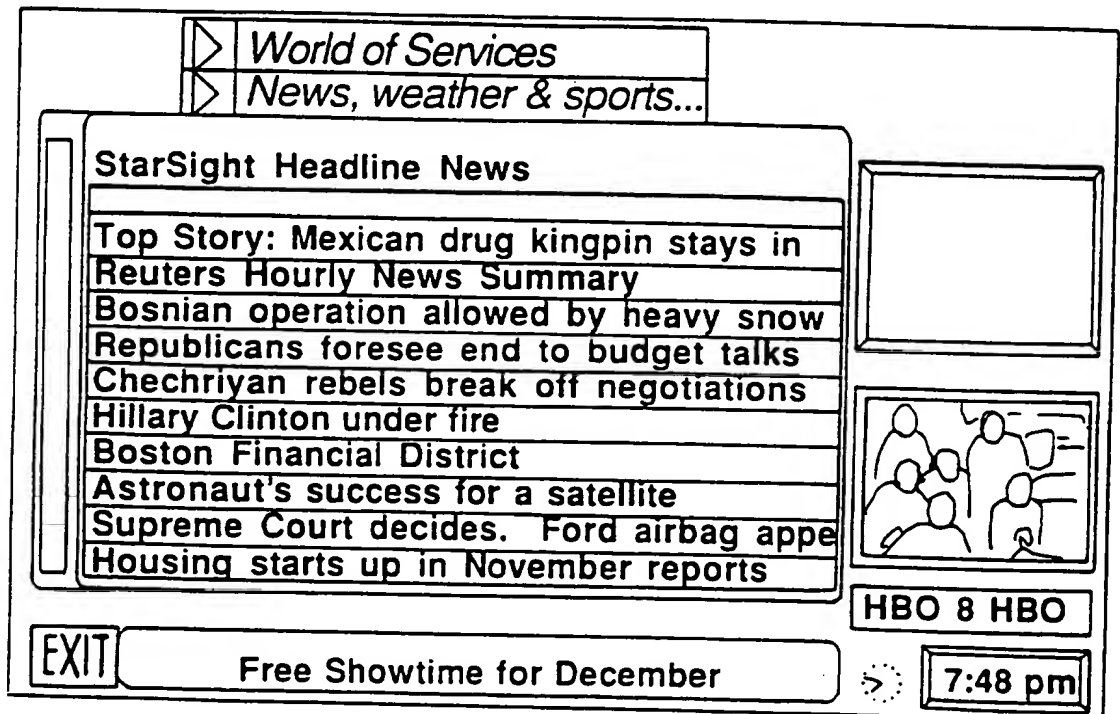 World of Services
News, weather & sports...
StarSight Headline News
Top Story: Mexican drug kingpin stays in
Reuters Hourly News Summary
Bosnian operation allowed by heavy snow
Republicans foresee end to budget talks
Chechriyan rebels break off negotiations
Hillary Clinton under fire
Boston Financial District
Astronaut's success for a satellite
Supreme Court decides. Ford airbag appe
Housing starts up in November reports
HBO 8 HBO
EXIT
Free Showtime for December
7:48 pm